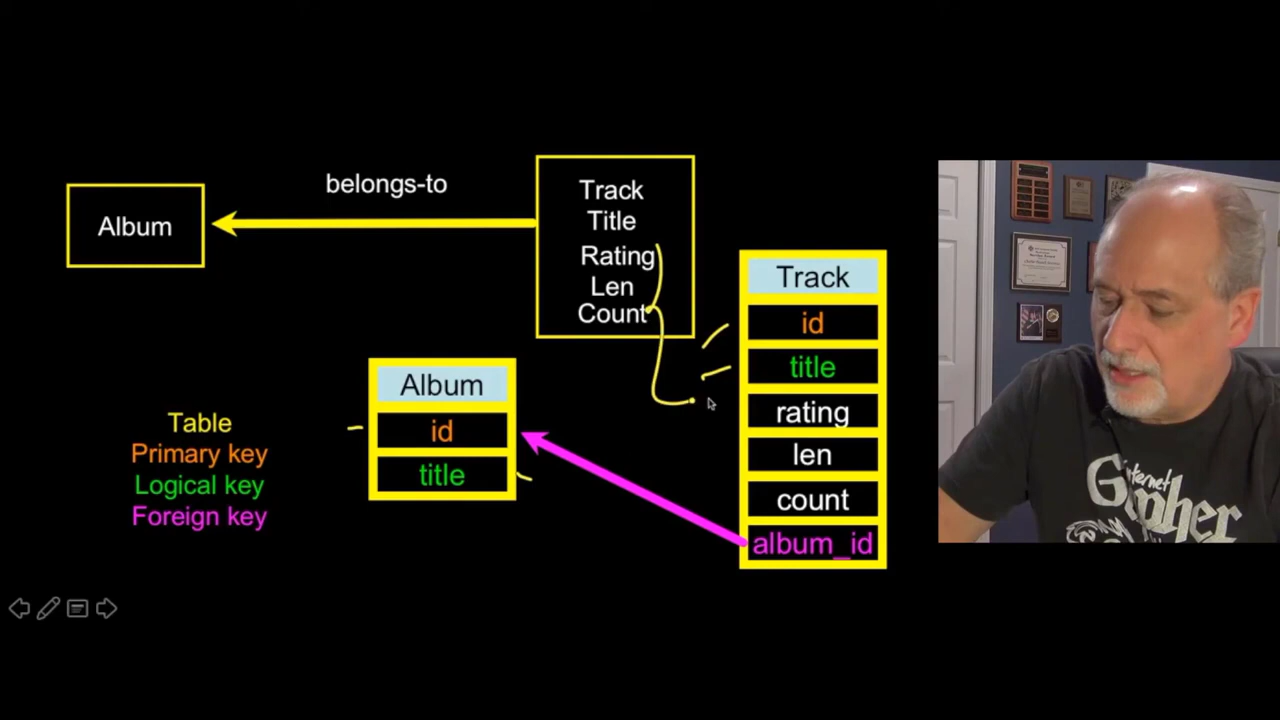 belongs-to
Album
Track
Title
Rating
Len
Count
Track
id
title
rating
len
count
album_id
Album
id
title
Table
Primary key
Logical key
Foreign key
Internet
Gopher